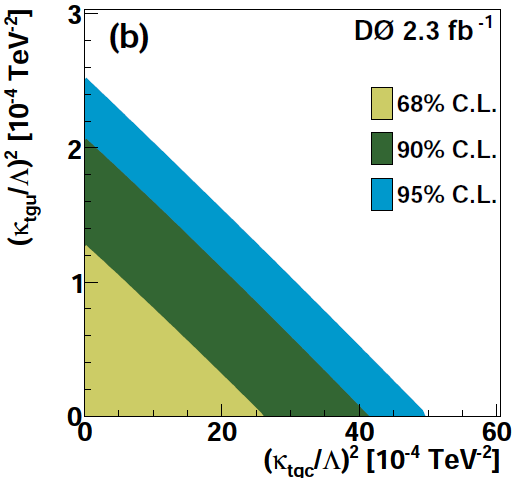 (b)
DØ 2.3 fb⁻¹
68% C.L.
90% C.L.
95% C.L.
(κtgu/Λ)² [10⁻⁴ TeV⁻²]
3
2
1
0
0 20 40 60
(κtgc/Λ)² [10⁻⁴ TeV⁻²]